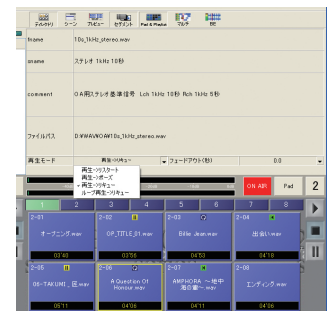 ディレクトリ シーン プレビュー セグメント Pad & Playlist マルチ BE
fname 10s_1kHz_stereo.wav
sname ステレオ 1kHz 10秒
comment OA用ステレオ基準信号 Lch 1kHz 10秒 Rch 1kHz 5秒
ファイルパス D:¥WAV¥OA¥10s_1kHz_stereo.wav
再生モード 再生->リキュー フェードアウト(秒) 0.0
再生->リスタート
再生->ポーズ
再生->リキュー
ループ再生->リキュー
ON AIR Pad 2
1 2 3 4 5 6 7 8
2-01 2-02 2-03 2-04
オープニング.wav OP_TITLE_01.wav Billie Jean.wav 出会い.wav
03'40 03'56 04'53 04'18
2-05 2-06 2-07 2-08
06-TAKUMI_匠.wav A Question Of Honour.wav AMPHORA ～地中海の宴～.wav エンディング.wav
05'11 04'06 04'11 04'06